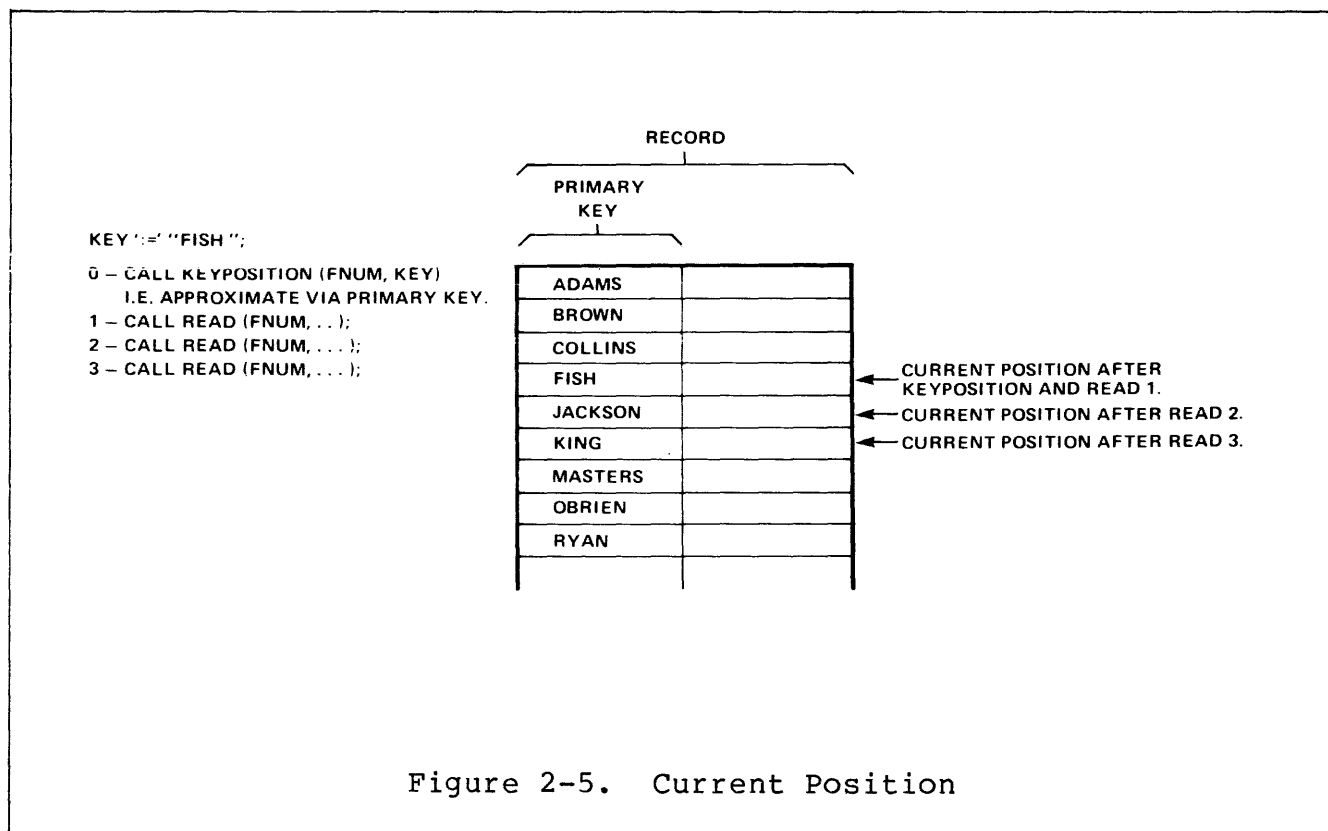 RECORD
PRIMARY
KEY
KEY ':=' "FISH ";
0 – CALL KEYPOSITION (FNUM, KEY)
I.E. APPROXIMATE VIA PRIMARY KEY.
1 – CALL READ (FNUM, . . );
2 – CALL READ (FNUM, . . . );
3 – CALL READ (FNUM, . . . );
ADAMS
BROWN
COLLINS
FISH
JACKSON
KING
MASTERS
OBRIEN
RYAN
CURRENT POSITION AFTER
KEYPOSITION AND READ 1.
CURRENT POSITION AFTER READ 2.
CURRENT POSITION AFTER READ 3.
Figure 2-5. Current Position